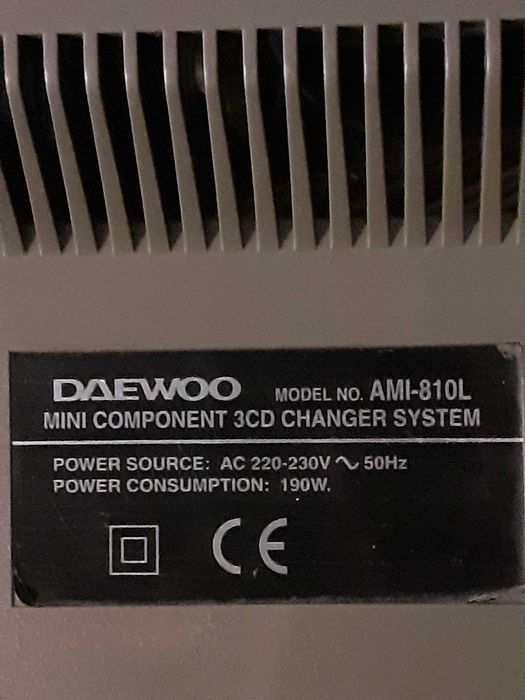 DAEWOO MODEL NO. AMI-810L
MINI COMPONENT 3CD CHANGER SYSTEM
POWER SOURCE: AC 220-230V ∿ 50Hz
POWER CONSUMPTION: 190W.
CE